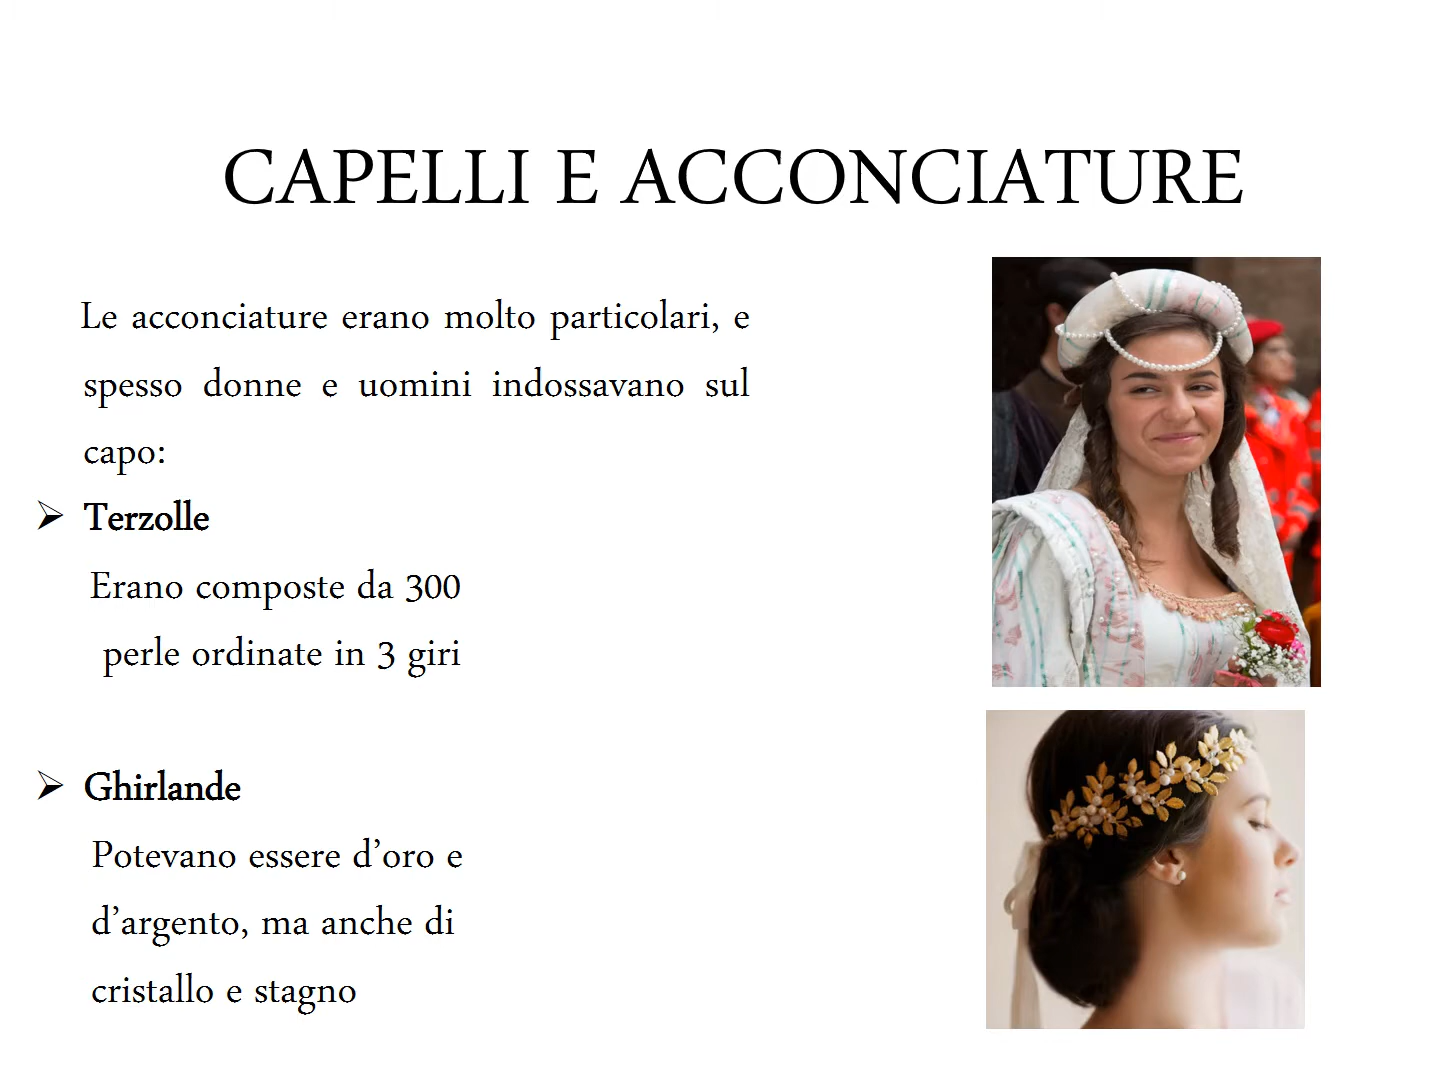 CAPELLI E ACCONCIATURE
Le acconciature erano molto particolari, e
spesso donne e uomini indossavano sul
capo:
➢ Terzolle
Erano composte da 300
perle ordinate in 3 giri
➢ Ghirlande
Potevano essere d’oro e
d’argento, ma anche di
cristallo e stagno